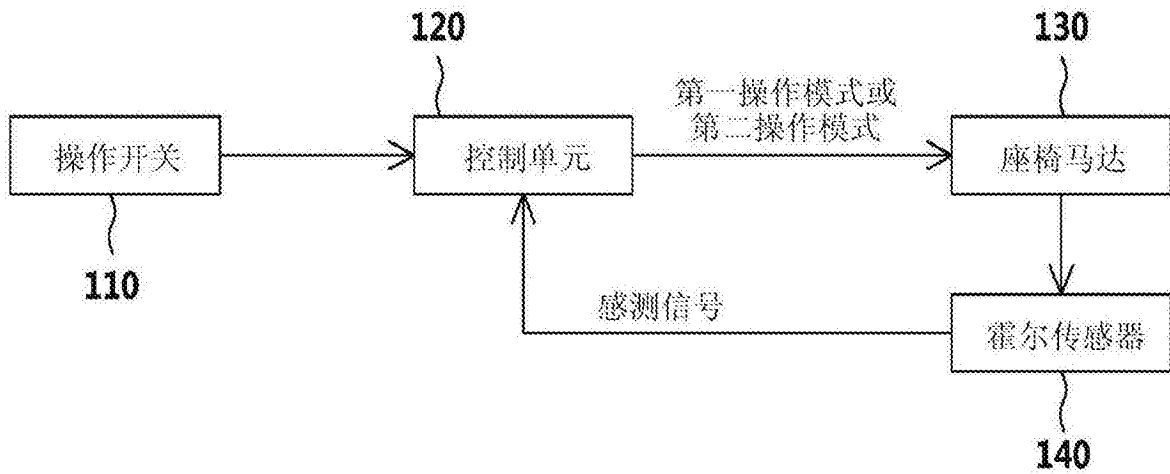 120
130
第一操作模式或
第二操作模式
操作开关
控制单元
座椅马达
110
感测信号
霍尔传感器
140